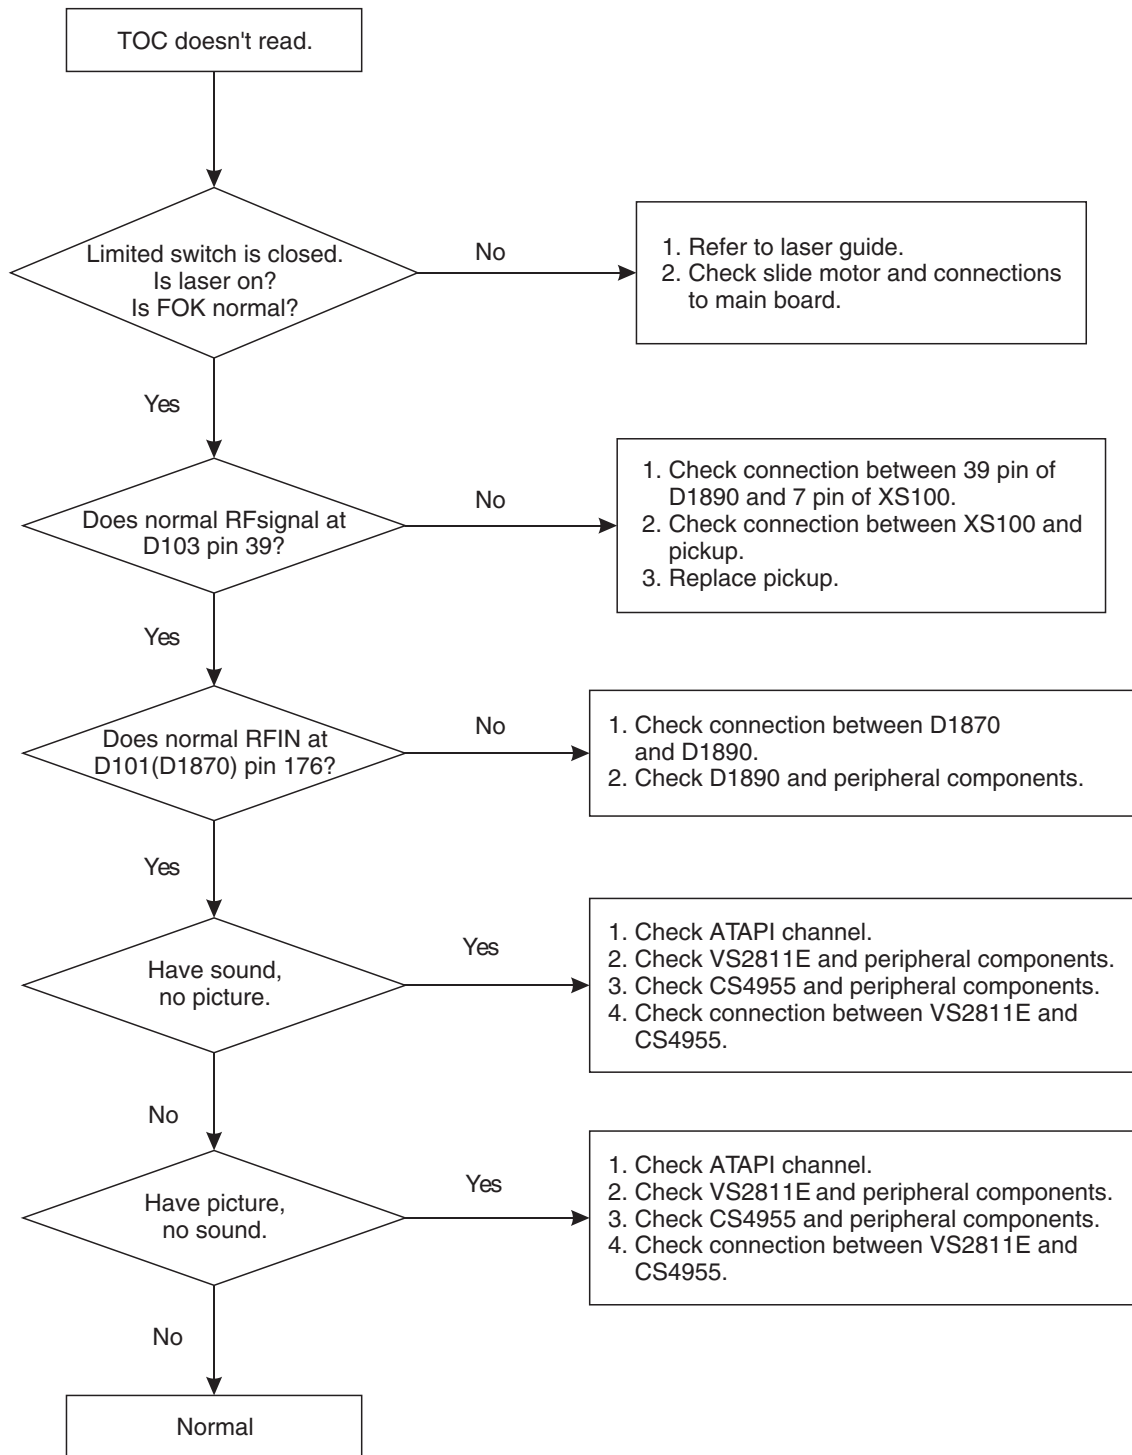 TOC doesn't read.
Limited switch is closed.
Is laser on?
Is FOK normal?
No
1. Refer to laser guide.
2. Check slide motor and connections
to main board.
Yes
Does normal RFsignal at
D103 pin 39?
No
1. Check connection between 39 pin of
D1890 and 7 pin of XS100.
2. Check connection between XS100 and
pickup.
3. Replace pickup.
Yes
Does normal RFIN at
D101(D1870) pin 176?
No
1. Check connection between D1870
and D1890.
2. Check D1890 and peripheral components.
Yes
Have sound,
no picture.
Yes
1. Check ATAPI channel.
2. Check VS2811E and peripheral components.
3. Check CS4955 and peripheral components.
4. Check connection between VS2811E and
CS4955.
No
Have picture,
no sound.
Yes
1. Check ATAPI channel.
2. Check VS2811E and peripheral components.
3. Check CS4955 and peripheral components.
4. Check connection between VS2811E and
CS4955.
No
Normal